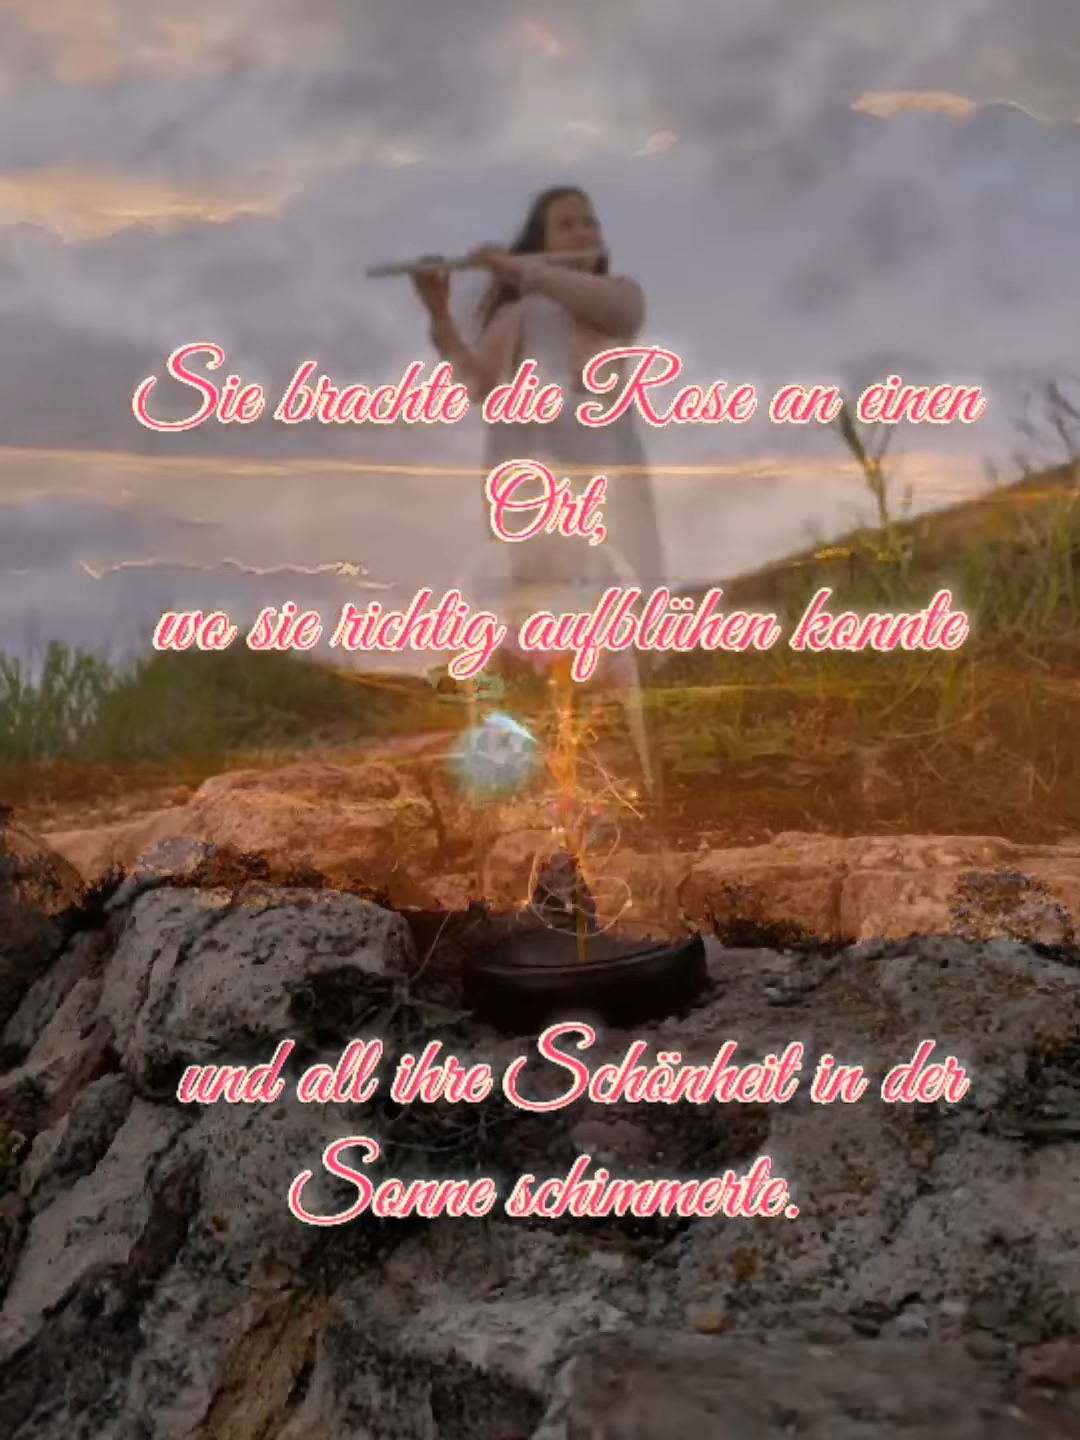 Sie brachte die Rose an einen
Ort,
wo sie richtig aufblühen konnte
und all ihre Schönheit in der
Sonne schimmerte.